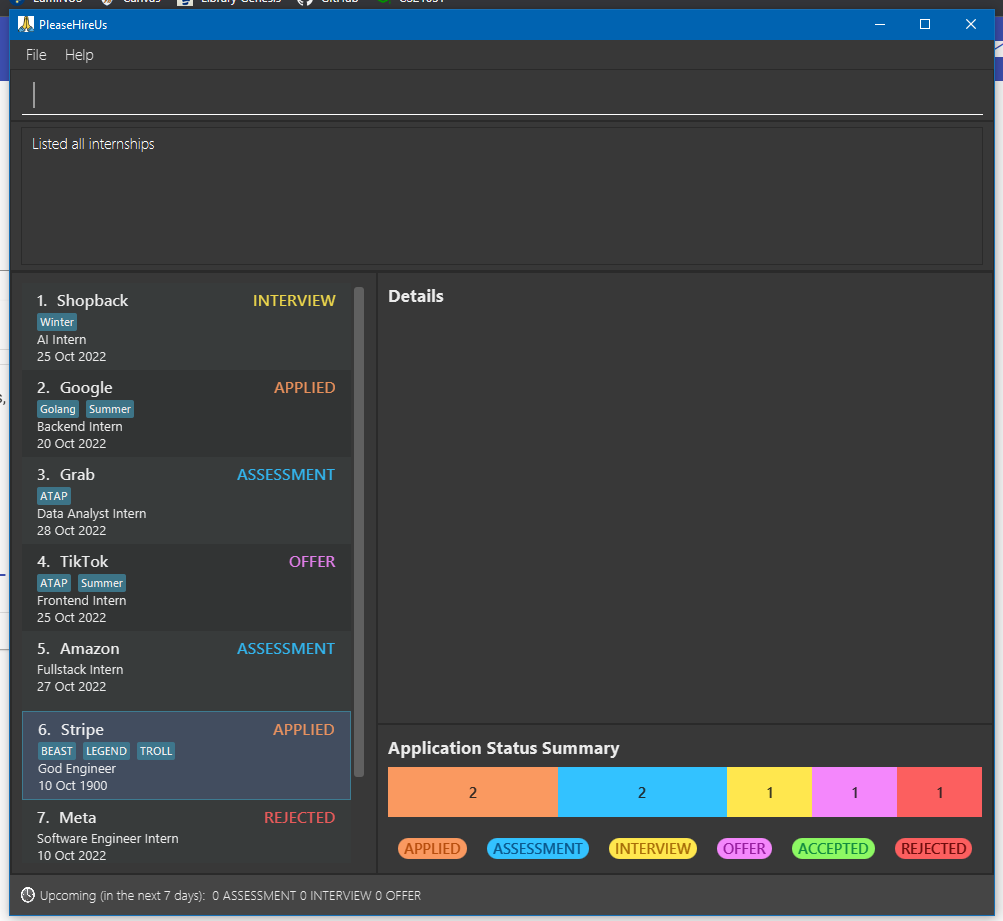 LumiNUS Canvas Library Genesis GitHub
PleaseHireUs
File Help
Listed all internships
1. Shopback INTERVIEW
Winter
AI Intern
25 Oct 2022
2. Google APPLIED
Golang Summer
Backend Intern
20 Oct 2022
3. Grab ASSESSMENT
ATAP
Data Analyst Intern
28 Oct 2022
4. TikTok OFFER
ATAP Summer
Frontend Intern
25 Oct 2022
5. Amazon ASSESSMENT
Fullstack Intern
27 Oct 2022
6. Stripe APPLIED
BEAST LEGEND TROLL
God Engineer
10 Oct 1900
7. Meta REJECTED
Software Engineer Intern
10 Oct 2022
Details
Application Status Summary
2 2 1 1 1
APPLIED ASSESSMENT INTERVIEW OFFER ACCEPTED REJECTED
Upcoming (in the next 7 days): 0 ASSESSMENT 0 INTERVIEW 0 OFFER